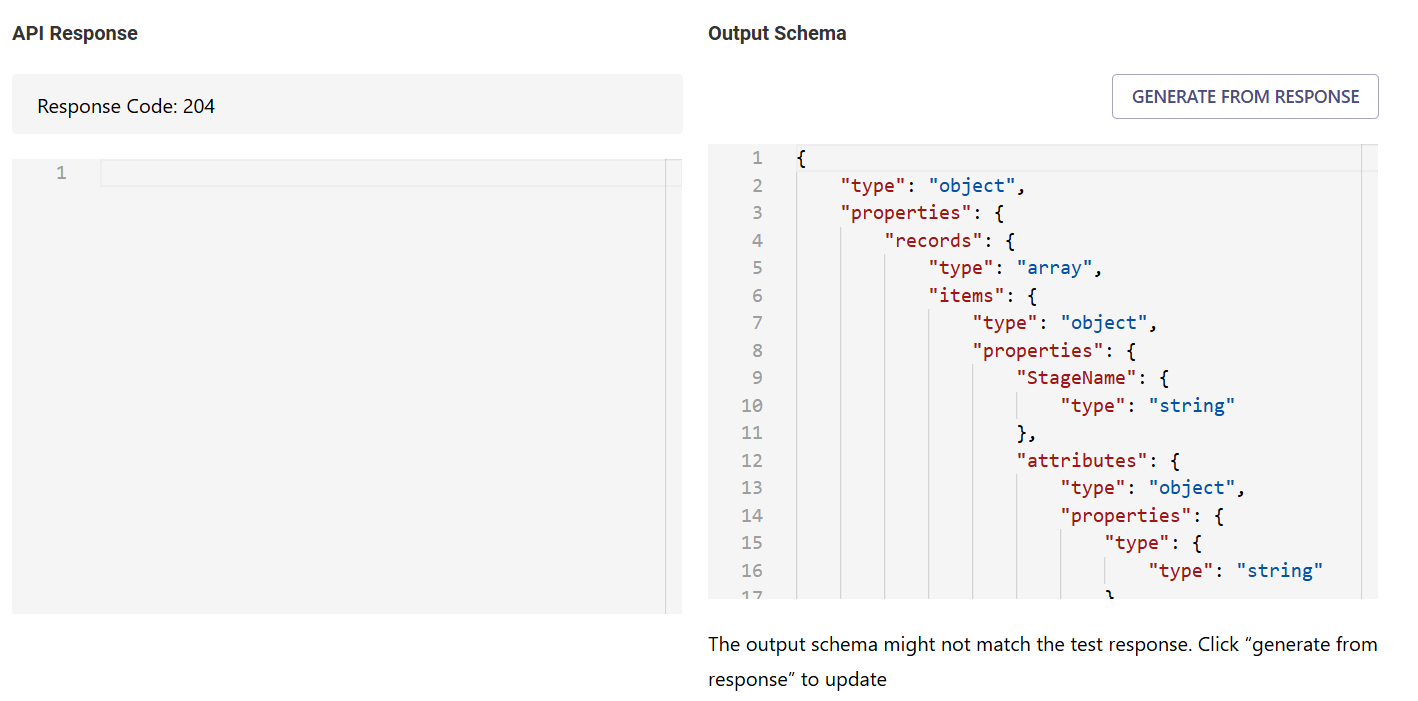 API Response
Response Code: 204
1
Output Schema
GENERATE FROM RESPONSE
1 {
2 "type": "object",
3 "properties": {
4 "records": {
5 "type": "array",
6 "items": {
7 "type": "object",
8 "properties": {
9 "StageName": {
10 "type": "string"
11 },
12 "attributes": {
13 "type": "object",
14 "properties": {
15 "type": {
16 "type": "string"
17 }
The output schema might not match the test response. Click “generate from
response” to update